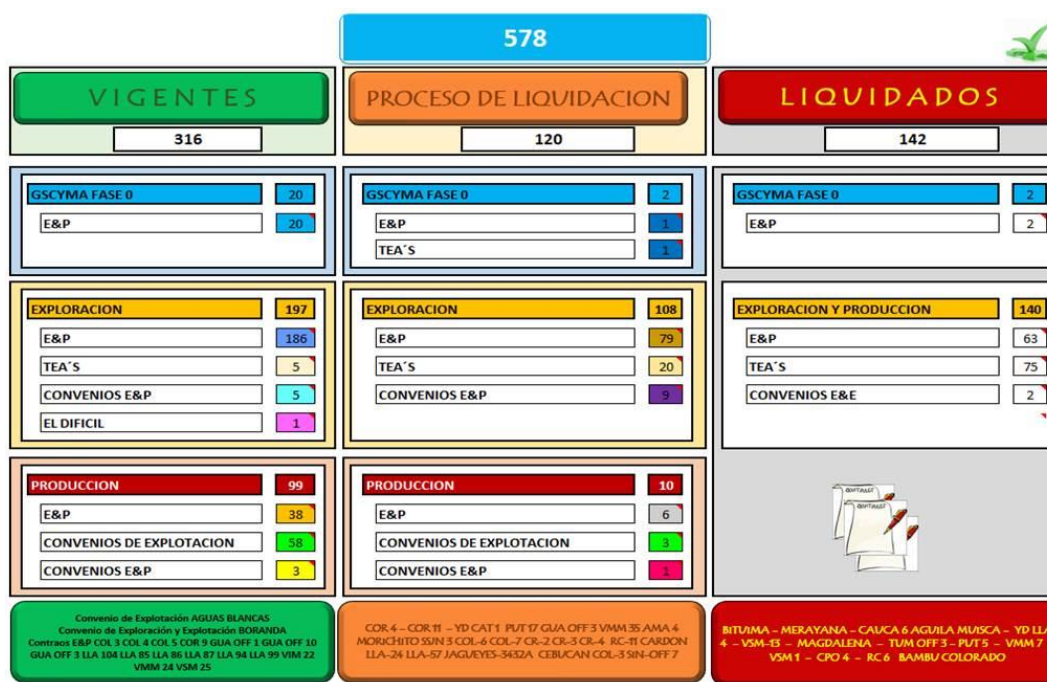 578
VIGENTES
316
GSCYMA FASE 0 20
E&P 20
EXPLORACION 197
E&P 186
TEA´S 5
CONVENIOS E&P 5
EL DIFICIL 1
PRODUCCION 99
E&P 38
CONVENIOS DE EXPLOTACION 58
CONVENIOS E&P 3
Convenio de Explotación AGUAS BLANCAS
Convenio de Exploración y Explotación BORANDA
Contraos E&P COL 3 COL 4 COL 5 COR 9 GUA OFF 1 GUA OFF 10
GUA OFF 3 LLA 104 LLA 85 LLA 86 LLA 87 LLA 94 LLA 99 VIM 22
VMM 24 VSM 25
PROCESO DE LIQUIDACION
120
GSCYMA FASE 0 2
E&P 1
TEA´S 1
EXPLORACION 108
E&P 79
TEA´S 20
CONVENIOS E&P 9
PRODUCCION 10
E&P 6
CONVENIOS DE EXPLOTACION 3
CONVENIOS E&P 1
COR 4 – COR 11 – YD CAT 1 PUT 17 GUA OFF 3 VMM 35 AMA 4
MORICHITO SSJN 3 COL-6 COL-7 CR-2 CR-3 CR-4 RC-11 CARDON
LLA-24 LLA-57 JAGUEYES-3432A CEBUCAN COL-3 SIN-OFF 7
LIQUIDADOS
142
GSCYMA FASE 0 2
E&P 2
EXPLORACION Y PRODUCCION 140
E&P 63
TEA´S 75
CONVENIOS E&E 2
BITUIMA – MERAYANA – CAUCA 6 AGUILA MUISCA – YD LLA
4 – VSM-13 – MAGDALENA – TUM OFF 3 – PUT 5 – VMM 7
VSM 1 – CPO 4 – RC 6 BAMBU COLORADO